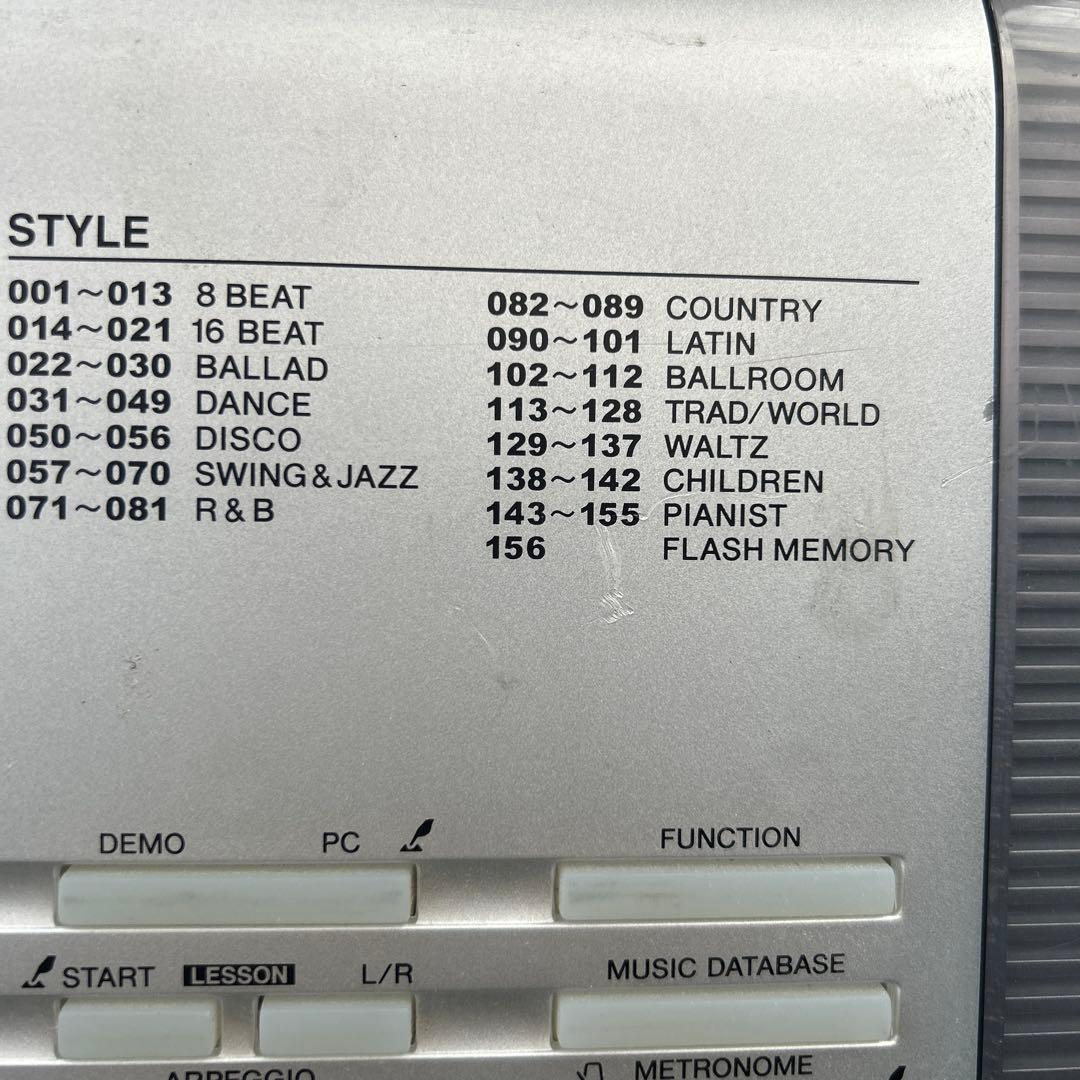 STYLE
001～013 8 BEAT
014～021 16 BEAT
022～030 BALLAD
031～049 DANCE
050～056 DISCO
057～070 SWING&JAZZ
071～081 R&B
082～089 COUNTRY
090～101 LATIN
102～112 BALLROOM
113～128 TRAD/WORLD
129～137 WALTZ
138～142 CHILDREN
143～155 PIANIST
156 FLASH MEMORY
DEMO PC FUNCTION
START LESSON L/R MUSIC DATABASE
ARPEGGIO METRONOME